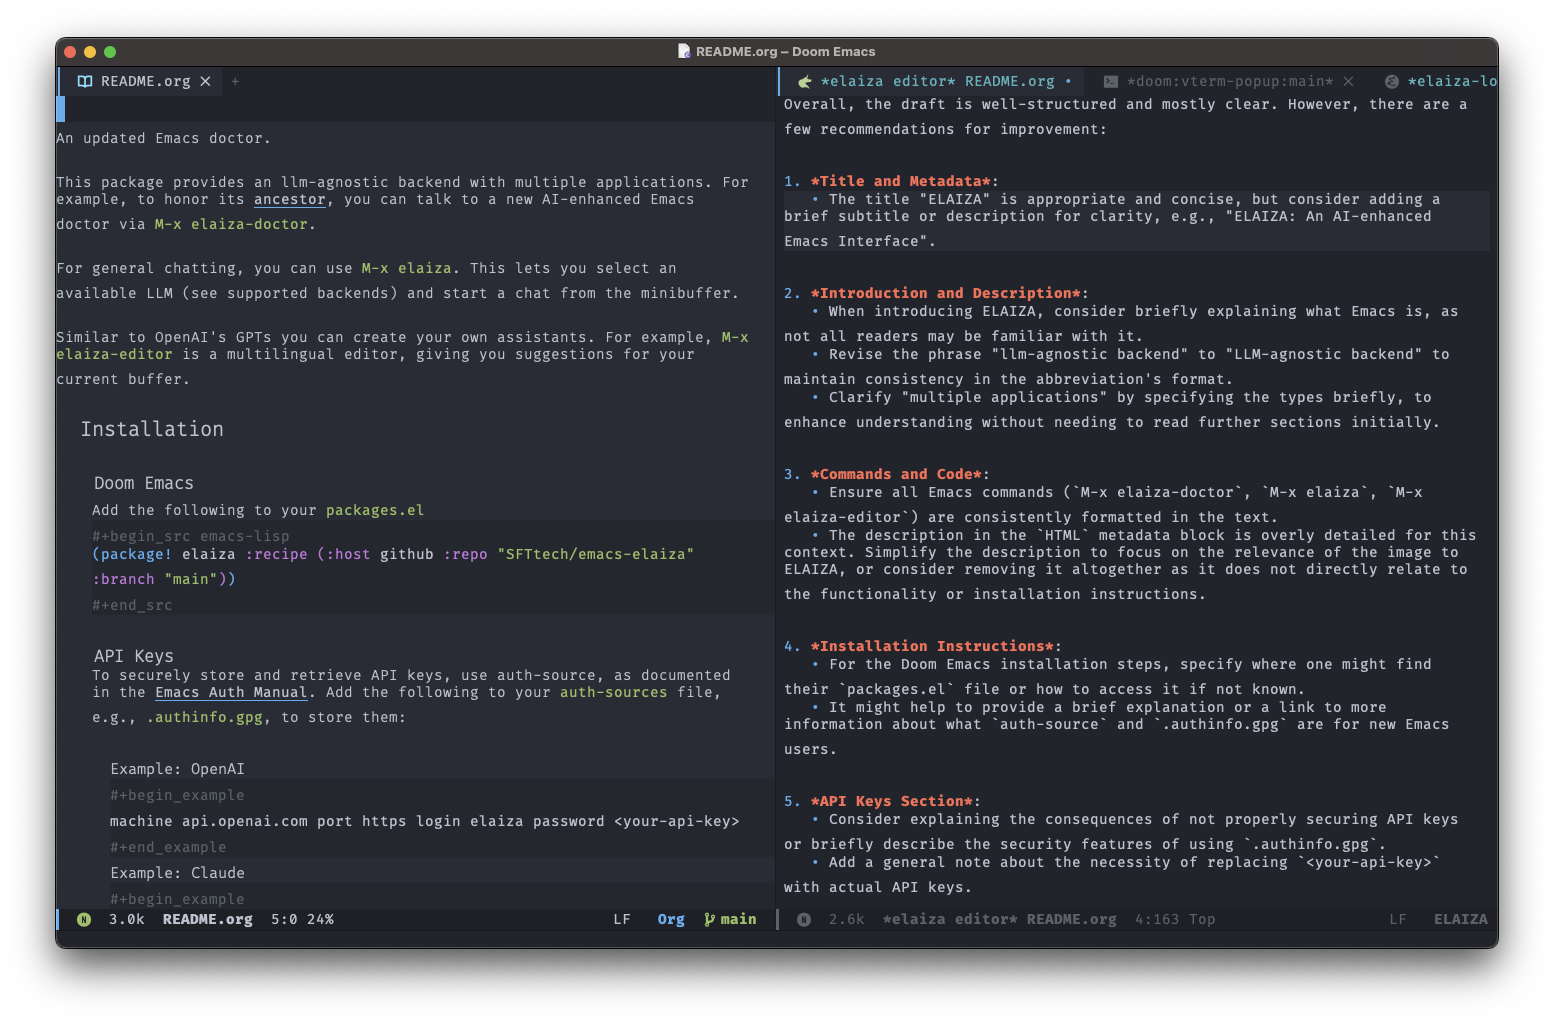 README.org – Doom Emacs
README.org × +
An updated Emacs doctor.
This package provides an llm-agnostic backend with multiple applications. For
example, to honor its ancestor, you can talk to a new AI-enhanced Emacs
doctor via M-x elaiza-doctor.
For general chatting, you can use M-x elaiza. This lets you select an
available LLM (see supported backends) and start a chat from the minibuffer.
Similar to OpenAI's GPTs you can create your own assistants. For example, M-x
elaiza-editor is a multilingual editor, giving you suggestions for your
current buffer.
Installation
Doom Emacs
Add the following to your packages.el
#+begin_src emacs-lisp
(package! elaiza :recipe (:host github :repo "SFTtech/emacs-elaiza"
:branch "main"))
#+end_src
API Keys
To securely store and retrieve API keys, use auth-source, as documented
in the Emacs Auth Manual. Add the following to your auth-sources file,
e.g., .authinfo.gpg, to store them:
Example: OpenAI
#+begin_example
machine api.openai.com port https login elaiza password <your-api-key>
#+end_example
Example: Claude
#+begin_example
N 3.0k README.org 5:0 24% LF Org main
*elaiza editor* README.org • *doom:vterm-popup:main* × *elaiza-lo
Overall, the draft is well-structured and mostly clear. However, there are a
few recommendations for improvement:
1. *Title and Metadata*:
• The title "ELAIZA" is appropriate and concise, but consider adding a
brief subtitle or description for clarity, e.g., "ELAIZA: An AI-enhanced
Emacs Interface".
2. *Introduction and Description*:
• When introducing ELAIZA, consider briefly explaining what Emacs is, as
not all readers may be familiar with it.
• Revise the phrase "llm-agnostic backend" to "LLM-agnostic backend" to
maintain consistency in the abbreviation's format.
• Clarify "multiple applications" by specifying the types briefly, to
enhance understanding without needing to read further sections initially.
3. *Commands and Code*:
• Ensure all Emacs commands (`M-x elaiza-doctor`, `M-x elaiza`, `M-x
elaiza-editor`) are consistently formatted in the text.
• The description in the `HTML` metadata block is overly detailed for this
context. Simplify the description to focus on the relevance of the image to
ELAIZA, or consider removing it altogether as it does not directly relate to
the functionality or installation instructions.
4. *Installation Instructions*:
• For the Doom Emacs installation steps, specify where one might find
their `packages.el` file or how to access it if not known.
• It might help to provide a brief explanation or a link to more
information about what `auth-source` and `.authinfo.gpg` are for new Emacs
users.
5. *API Keys Section*:
• Consider explaining the consequences of not properly securing API keys
or briefly describe the security features of using `.authinfo.gpg`.
• Add a general note about the necessity of replacing `<your-api-key>`
with actual API keys.
N 2.6k *elaiza editor* README.org 4:163 Top LF ELAIZA